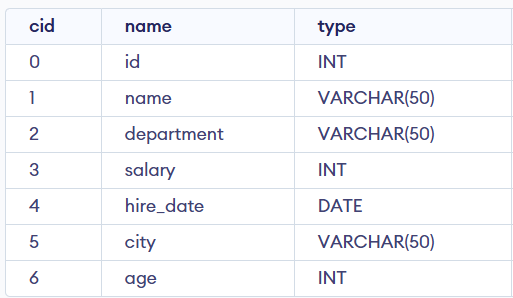 cid name type
0 id INT
1 name VARCHAR(50)
2 department VARCHAR(50)
3 salary INT
4 hire_date DATE
5 city VARCHAR(50)
6 age INT